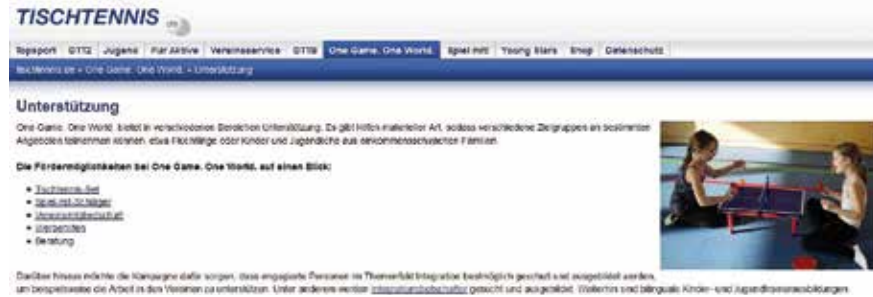 TISCHTENNIS
Topsport DTTZ Jugend Für Aktive Vereinsservice DTTB One Game. One World. Spiel mit! Young Stars Shop Datenschutz
tischtennis.de » One Game. One World. » Unterstützung
Unterstützung
One Game. One World. bietet in verschiedenen Bereichen Unterstützung. Es gibt Hilfen materieller Art, sodass verschiedene Zielgruppen an bestimmten
Angeboten teilnehmen können, etwa Flüchtlinge oder Kinder und Jugendliche aus einkommensschwachen Familien.
Die Fördermöglichkeiten bei One Game. One World. auf einen Blick:
• Tischtennis-Set
• Spiel-mit-Schläger
• Vereinsmitgliedschaft
• Werbemittel
• Beratung
Darüber hinaus möchte die Kampagne dafür sorgen, dass engagierte Personen im Themenfeld Integration bestmöglich geschult und ausgebildet werden,
um beispielsweise die Arbeit in den Vereinen zu unterstützen. Unter anderem werden Integrationsbotschafter gesucht und ausgebildet. Weiterhin sind bilinguale Kinder- und Jugendtrainerausbildungen